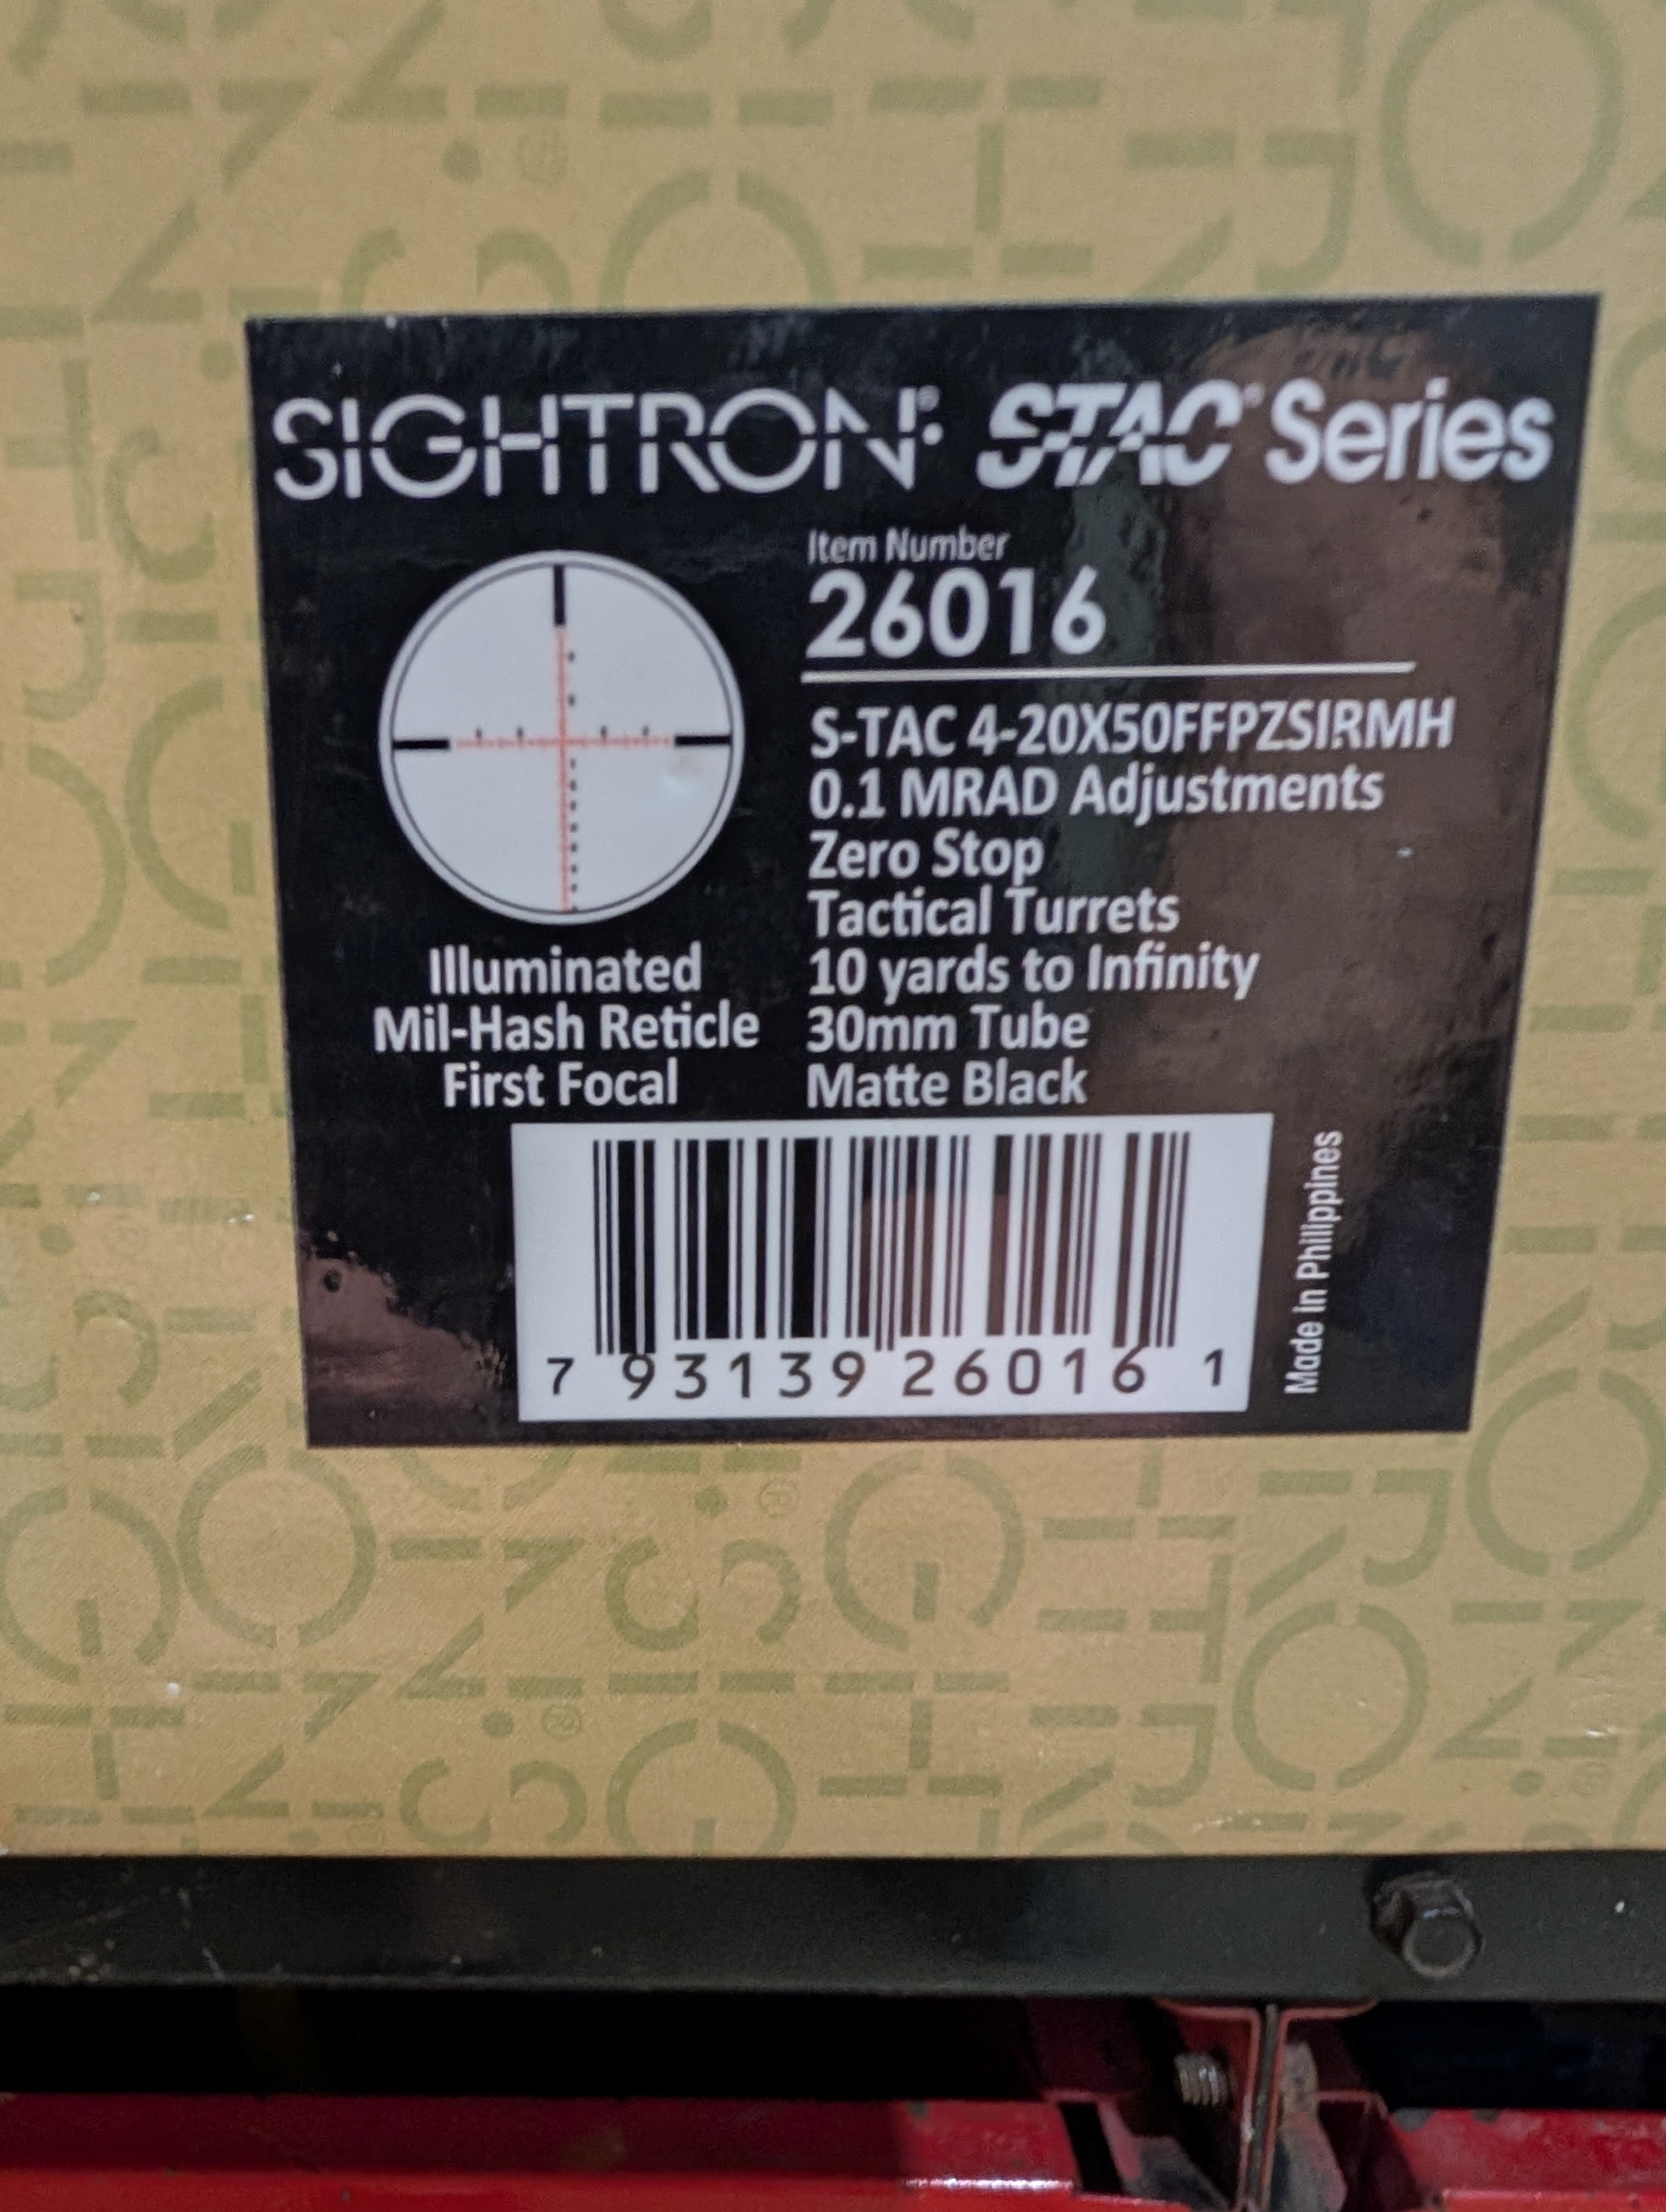 SIGHTRON® STAC® Series
Item Number
26016
S-TAC 4-20X50FFPZSIRMH
0.1 MRAD Adjustments
Zero Stop
Tactical Turrets
10 yards to Infinity
30mm Tube
Matte Black
Illuminated
Mil-Hash Reticle
First Focal
7 93139 26016 1
Made in Philippines